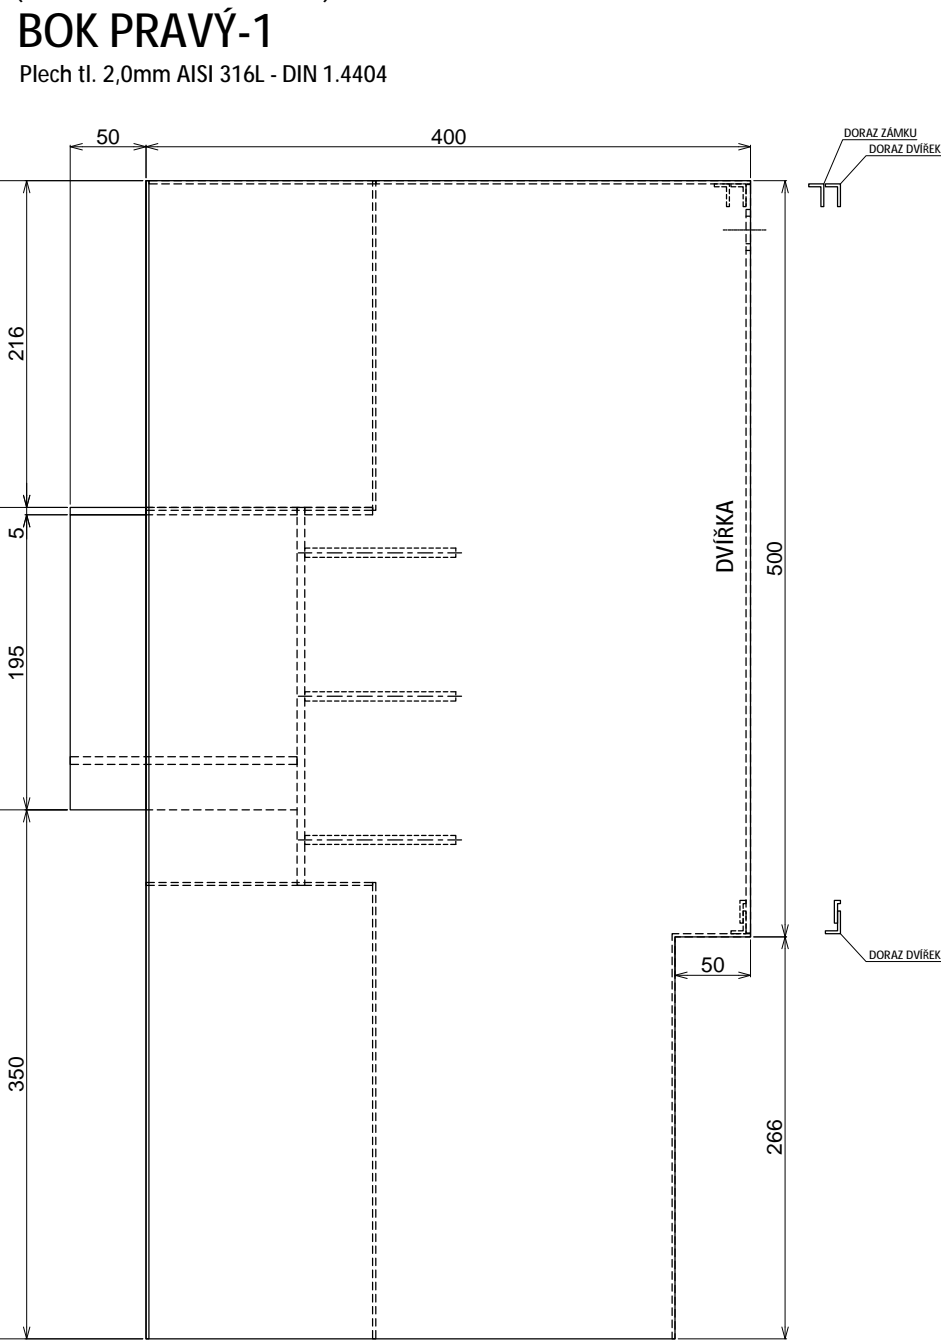 BOK PRAVÝ-1
Plech tl. 2,0mm AISI 316L - DIN 1.4404
50
400
DORAZ ZÁMKU
DORAZ DVÍŘEK
216
5
DVÍŘKA
500
195
50
DORAZ DVÍŘEK
350
266